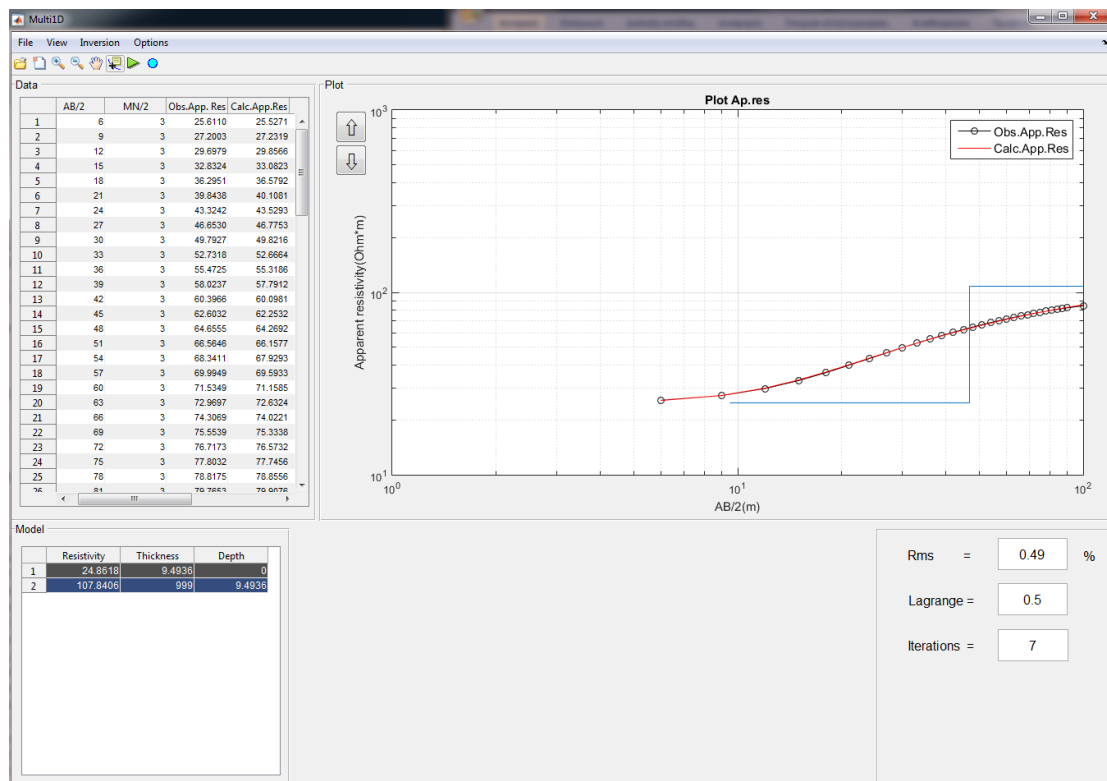 Multi1D
File View Inversion Options
Data
AB/2 MN/2 Obs.App. Res Calc.App.Res
1 6 3 25.6110 25.5271
2 9 3 27.2003 27.2319
3 12 3 29.6979 29.8566
4 15 3 32.8324 33.0823
5 18 3 36.2951 36.5792
6 21 3 39.8438 40.1081
7 24 3 43.3242 43.5293
8 27 3 46.6530 46.7753
9 30 3 49.7927 49.8216
10 33 3 52.7318 52.6664
11 36 3 55.4725 55.3186
12 39 3 58.0237 57.7912
13 42 3 60.3966 60.0981
14 45 3 62.6032 62.2532
15 48 3 64.6555 64.2692
16 51 3 66.5646 66.1577
17 54 3 68.3411 67.9293
18 57 3 69.9949 69.5933
19 60 3 71.5349 71.1585
20 63 3 72.9697 72.6324
21 66 3 74.3069 74.0221
22 69 3 75.5539 75.3338
23 72 3 76.7173 76.5732
24 75 3 77.8032 77.7456
25 78 3 78.8175 78.8556
26 81 3 79.7653 79.9076
Plot
Plot Ap.res
Obs.App.Res
Calc.App.Res
Apparent resistivity(Ohm*m)
10³
10²
10¹
10⁰ 10¹ 10²
AB/2(m)
Model
Resistivity Thickness Depth
1 24.8618 9.4936 0
2 107.8406 999 9.4936
Rms = 0.49 %
Lagrange = 0.5
Iterations = 7